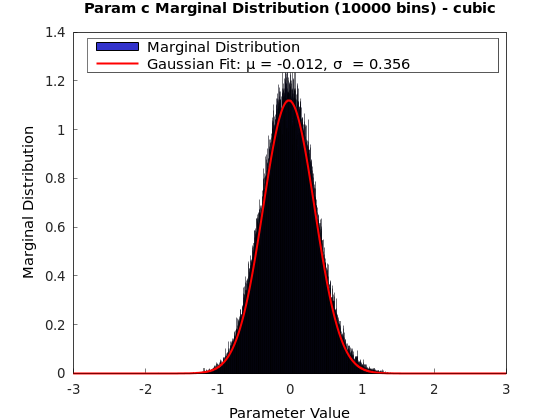 Param c Marginal Distribution (10000 bins) - cubic
1.4
Marginal Distribution
Gaussian Fit: μ = -0.012, σ = 0.356
1.2
1
0.8
0.6
0.4
0.2
0
Marginal Distribution
-3 -2 -1 0 1 2 3
Parameter Value